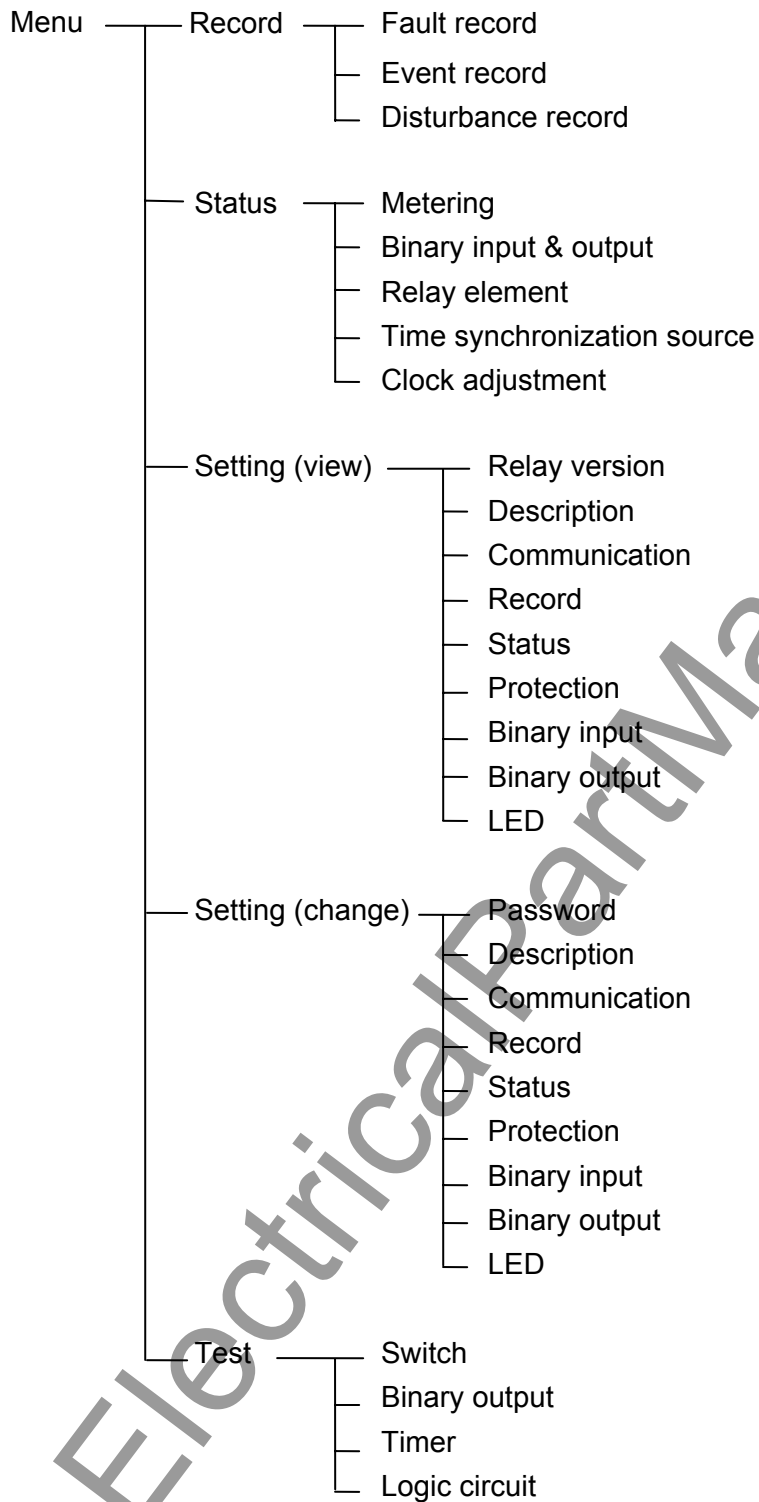 Menu Record Fault record
Event record
Disturbance record
Status Metering
Binary input & output
Relay element
Time synchronization source
Clock adjustment
Setting (view) Relay version
Description
Communication
Record
Status
Protection
Binary input
Binary output
LED
Setting (change) Password
Description
Communication
Record
Status
Protection
Binary input
Binary output
LED
Test Switch
Binary output
Timer
Logic circuit
ElectricalPartMa